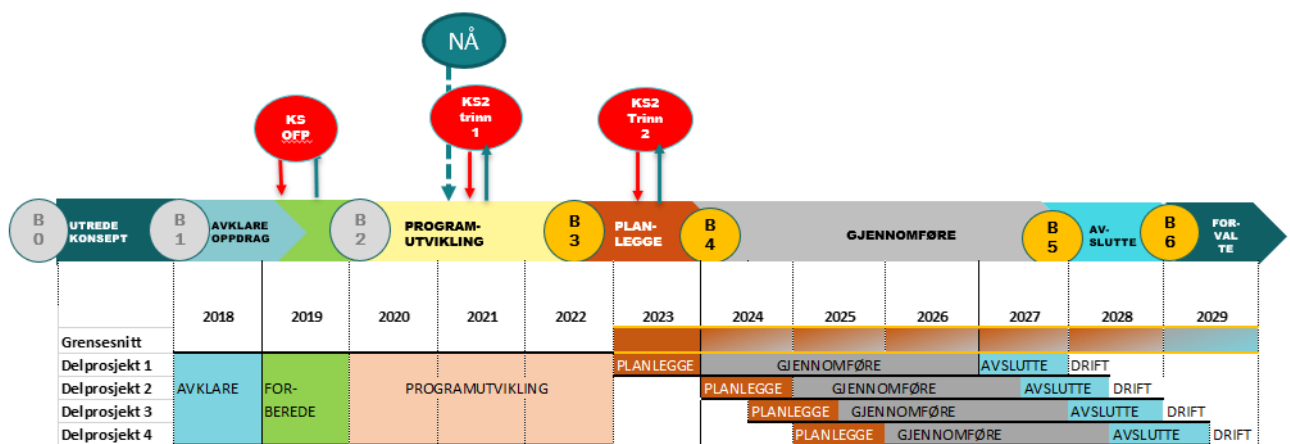 NÅ
KS
OFP
KS2
trinn
1
KS2
Trinn
2
B
0
UTREDE
KONSEPT
B
1
AVKLARE
OPPDRAG
B
2
PROGRAM-
UTVIKLING
B
3
PLAN-
LEGGE
B
4
GJENNOMFØRE
B
5
AV-
SLUTTE
B
6
FOR-
VAL
TE
2018 2019 2020 2021 2022 2023 2024 2025 2026 2027 2028 2029
Grensesnitt
Delprosjekt 1 PLANLEGGE GJENNOMFØRE AVSLUTTE DRIFT
Delprosjekt 2 AVKLARE FOR- PROGRAMUTVIKLING PLANLEGGE GJENNOMFØRE AVSLUTTE DRIFT
Delprosjekt 3 BEREDE PLANLEGGE GJENNOMFØRE AVSLUTTE DRIFT
Delprosjekt 4 PLANLEGGE GJENNOMFØRE AVSLUTTE DRIFT